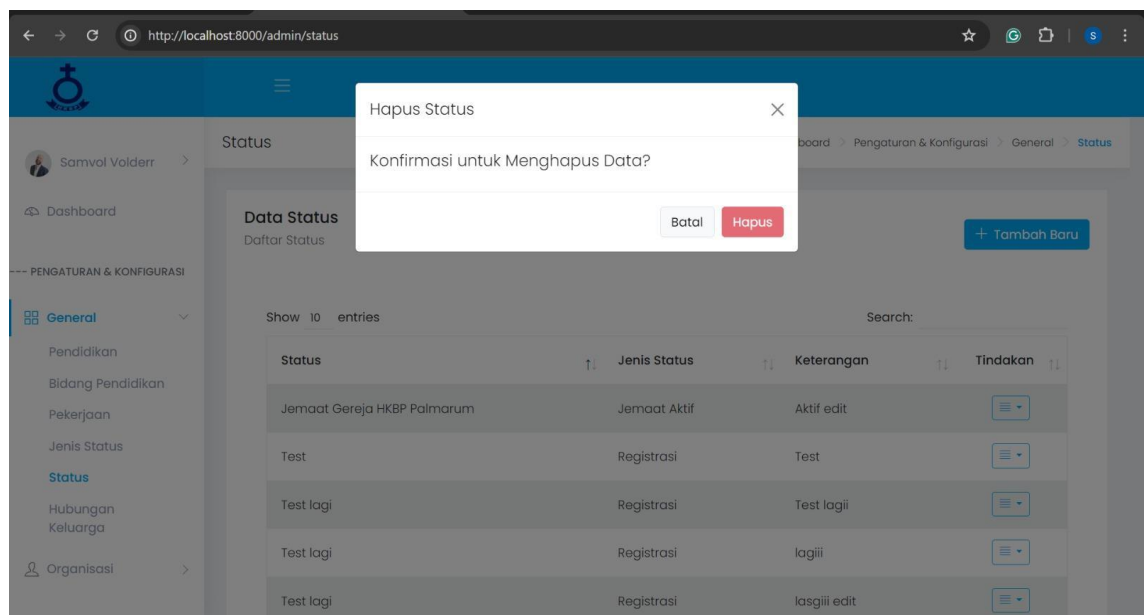 http://localhost:8000/admin/status
S
Hapus Status
Konfirmasi untuk Menghapus Data?
Batal
Hapus
Samvol Volderr
Dashboard
--- PENGATURAN & KONFIGURASI
General
Pendidikan
Bidang Pendidikan
Pekerjaan
Jenis Status
Status
Hubungan
Keluarga
Organisasi
Status
board > Pengaturan & Konfigurasi > General > Status
Data Status
Daftar Status
+ Tambah Baru
Show 10 entries
Search:
Status Jenis Status Keterangan Tindakan
Jemaat Gereja HKBP Palmarum Jemaat Aktif Aktif edit
Test Registrasi Test
Test lagi Registrasi Test lagii
Test lagi Registrasi lagiii
Test lagi Registrasi lasgiii edit